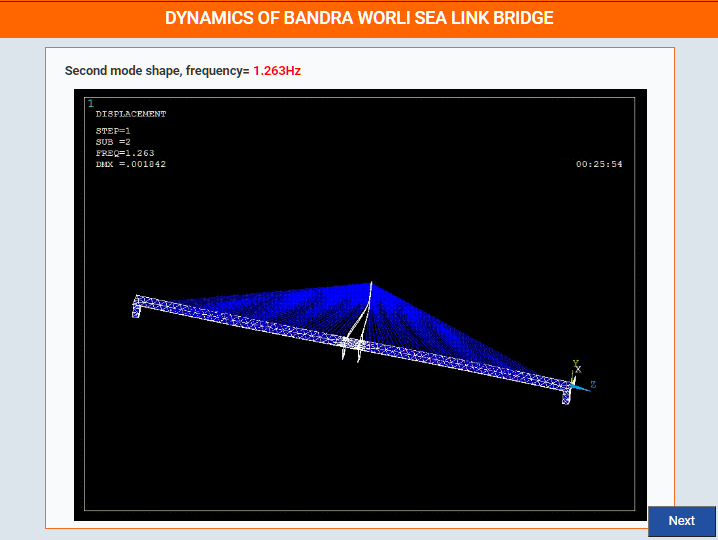 DYNAMICS OF BANDRA WORLI SEA LINK BRIDGE
Second mode shape, frequency= 1.263Hz
1
DISPLACEMENT
STEP=1
SUB =2
FREQ=1.263
DMX =.001842
00:25:54
Y
X
Z
Next